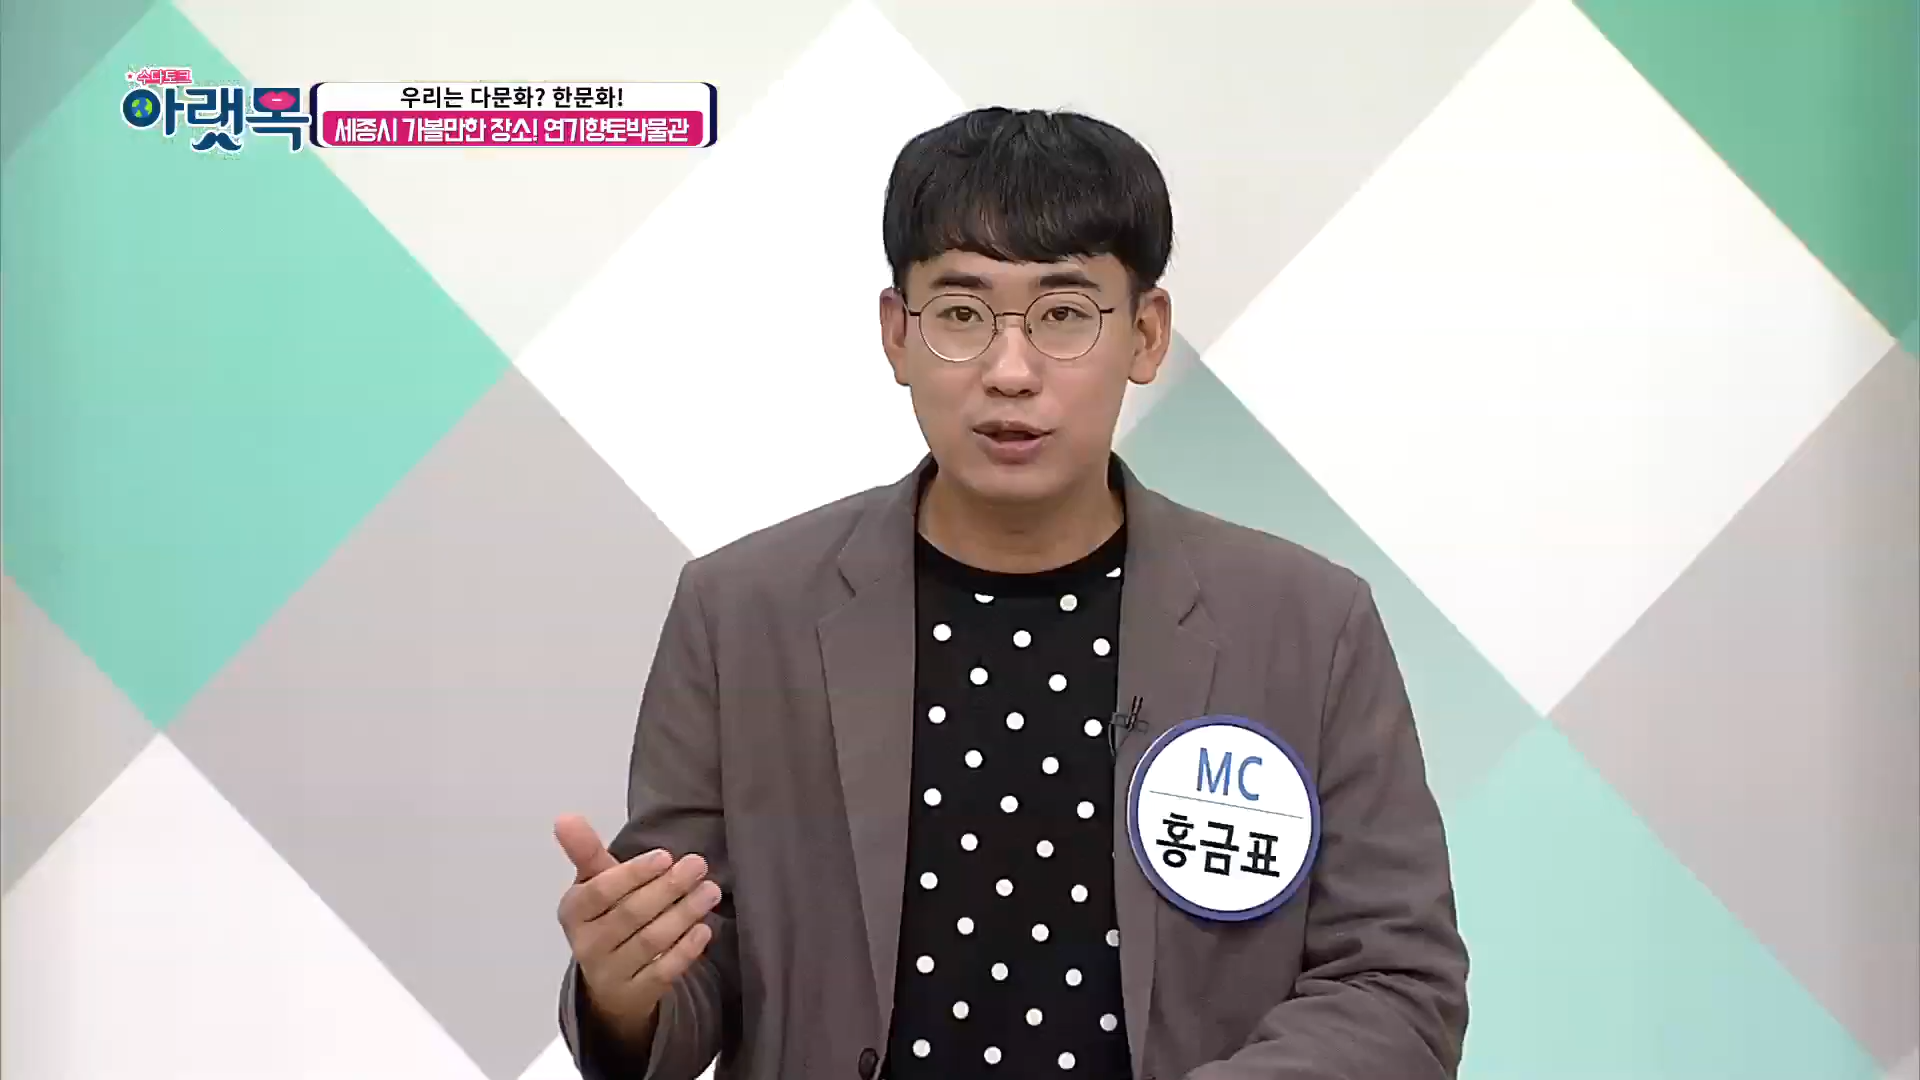 수다토크
아랫목
우리는 다문화? 한문화!
세종시 가볼만한 장소! 연기향토박물관
MC
홍금표